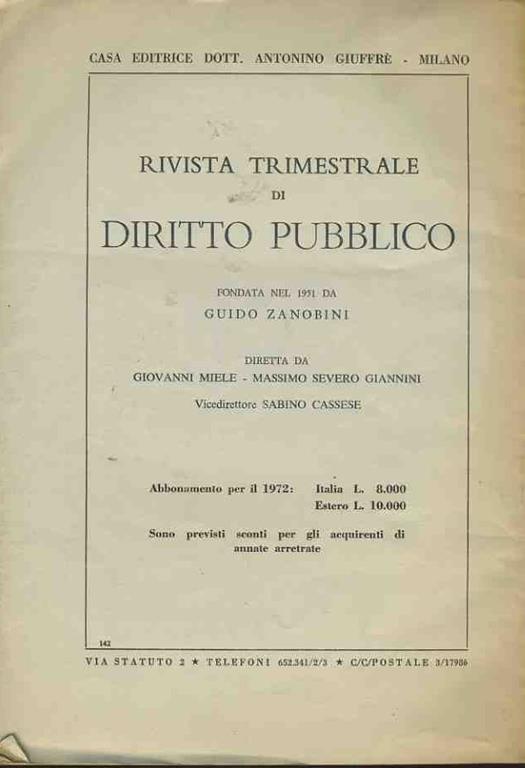 CASA EDITRICE DOTT. ANTONINO GIUFFRÈ - MILANO
RIVISTA TRIMESTRALE
DI
DIRITTO PUBBLICO
FONDATA NEL 1951 DA
GUIDO ZANOBINI
DIRETTA DA
GIOVANNI MIELE - MASSIMO SEVERO GIANNINI
Vicedirettore SABINO CASSESE
Abbonamento per il 1972: Italia L. 8.000
Estero L. 10.000
Sono previsti sconti per gli acquirenti di
annate arretrate
142
VIA STATUTO 2 ★ TELEFONI 652.341/2/3 ★ C/C/POSTALE 3/17986